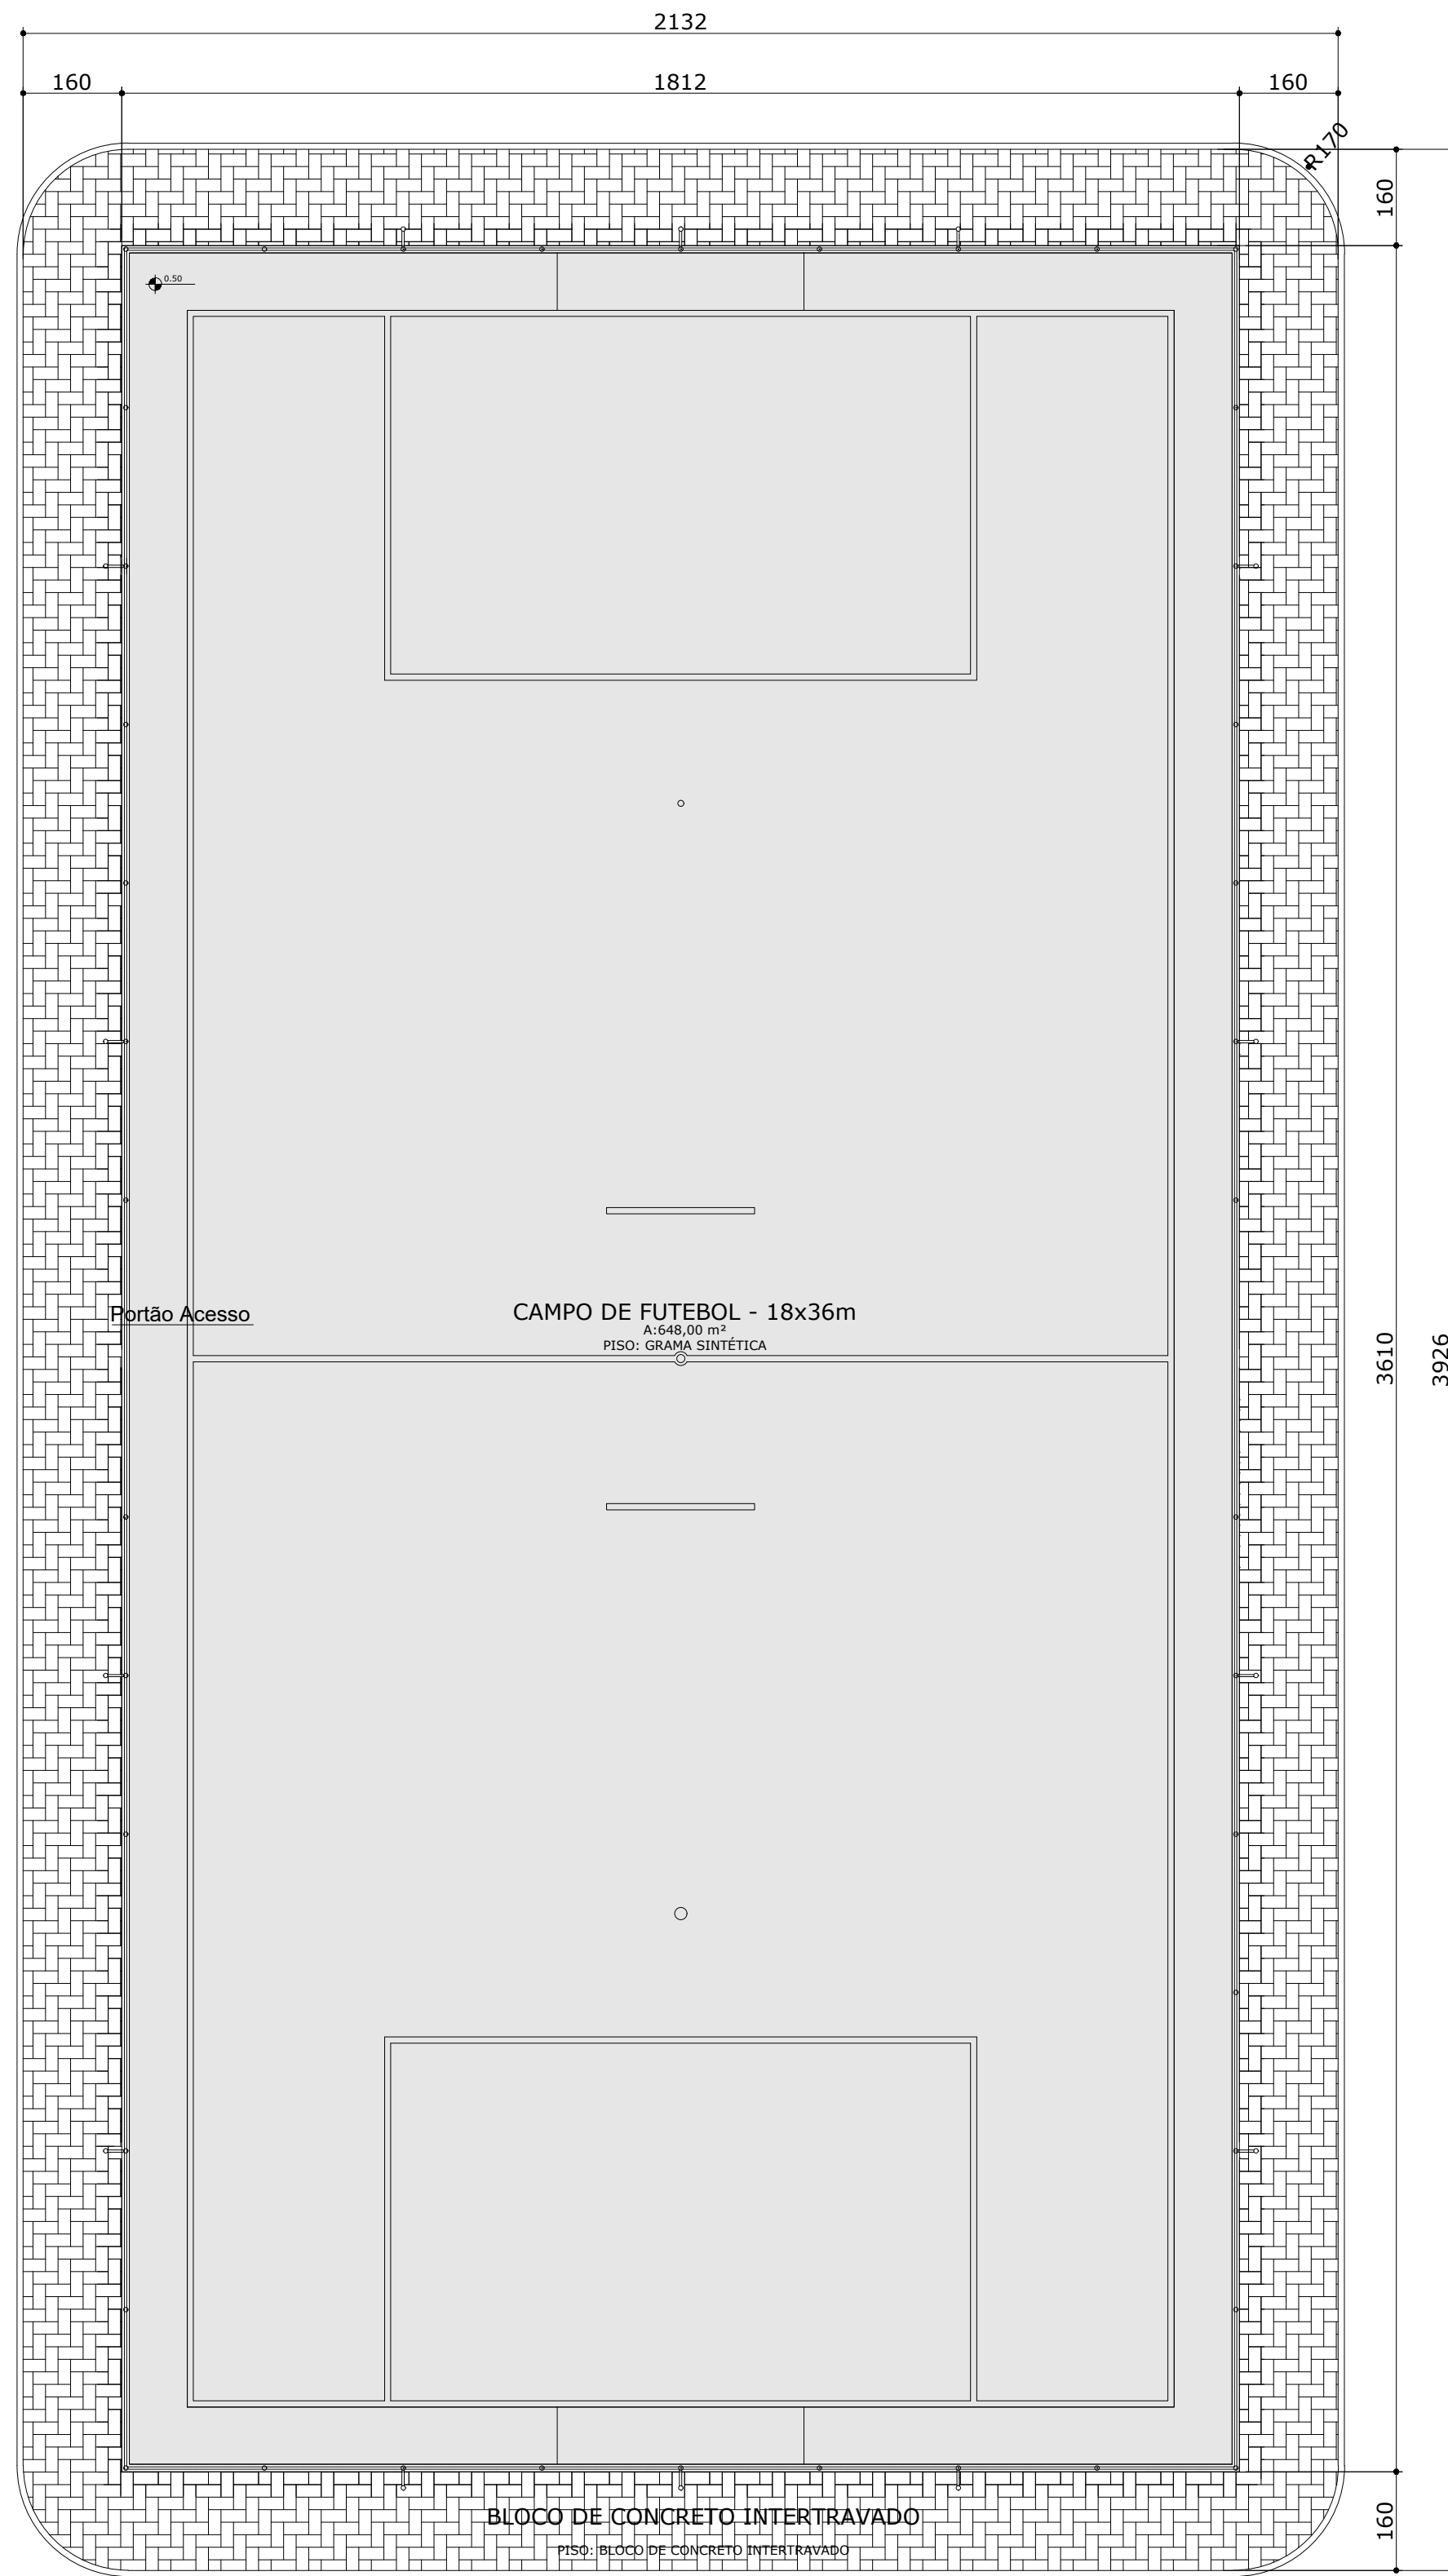 2132
160
1812
160
R170
160
0.50
Portão Acesso
CAMPO DE FUTEBOL - 18x36m
A:648,00 m²
PISO: GRAMA SINTÉTICA
3610
3926
BLOCO DE CONCRETO INTERTRAVADO
PISO: BLOCO DE CONCRETO INTERTRAVADO
160